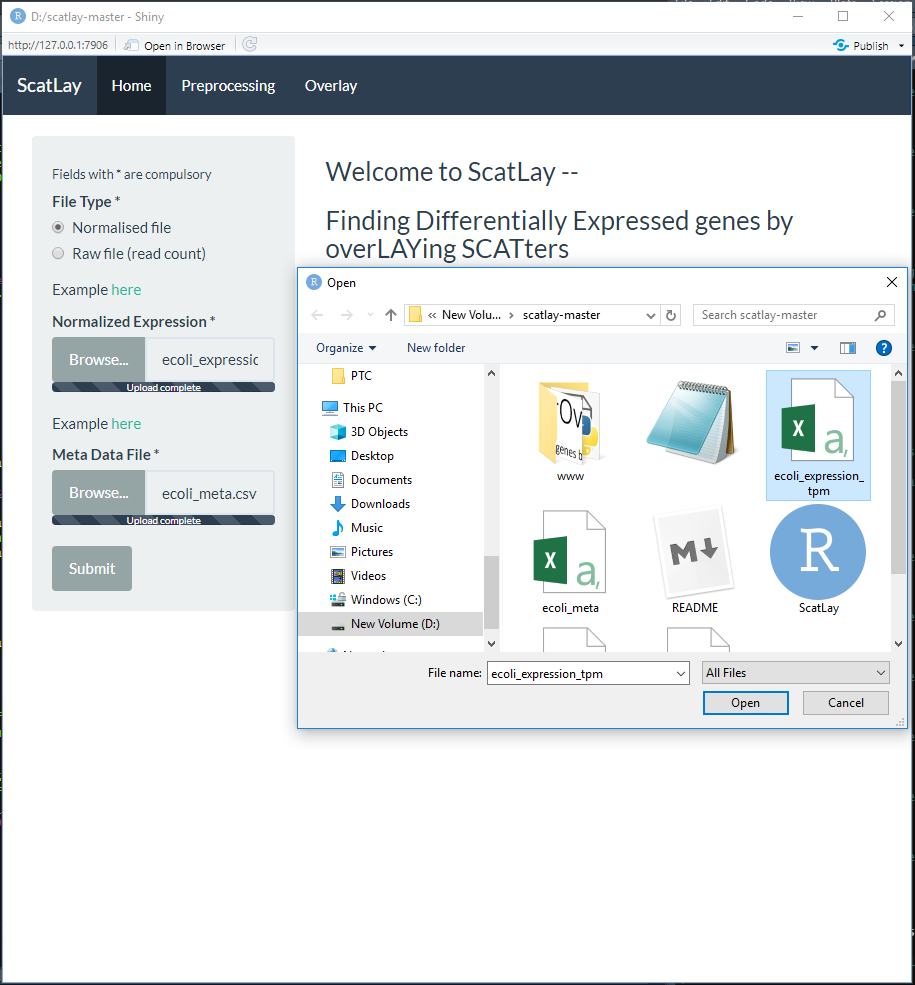 D:/scatlay-master - Shiny
http://127.0.0.1:7906
Open in Browser
Publish
ScatLay
Home
Preprocessing
Overlay
Fields with * are compulsory
File Type *
Normalised file
Raw file (read count)
Example here
Normalized Expression *
Browse...
ecoli_expressic
Upload complete
Example here
Meta Data File *
Browse...
ecoli_meta.csv
Upload complete
Submit
Welcome to ScatLay --
Finding Differentially Expressed genes by
overLAYing SCATters
Open
« New Volu... › scatlay-master
Search scatlay-master
Organize
New folder
PTC
This PC
3D Objects
Desktop
Documents
Downloads
Music
Pictures
Videos
Windows (C:)
New Volume (D:)
www
ecoli_expression_
tpm
ecoli_meta
README
ScatLay
File name:
ecoli_expression_tpm
All Files
Open
Cancel